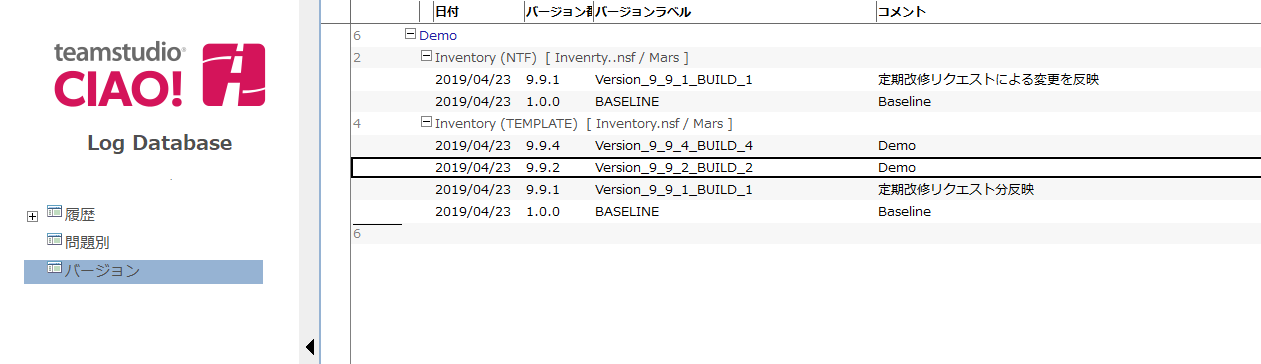 teamstudio
CIAO!
Log Database
履歴
問題別
バージョン
日付 バージョン番 バージョンラベル コメント
6 Demo
2 Inventory (NTF) [ Invenrty..nsf / Mars ]
2019/04/23 9.9.1 Version_9_9_1_BUILD_1 定期改修リクエストによる変更を反映
2019/04/23 1.0.0 BASELINE Baseline
4 Inventory (TEMPLATE) [ Inventory.nsf / Mars ]
2019/04/23 9.9.4 Version_9_9_4_BUILD_4 Demo
2019/04/23 9.9.2 Version_9_9_2_BUILD_2 Demo
2019/04/23 9.9.1 Version_9_9_1_BUILD_1 定期改修リクエスト分反映
2019/04/23 1.0.0 BASELINE Baseline
6